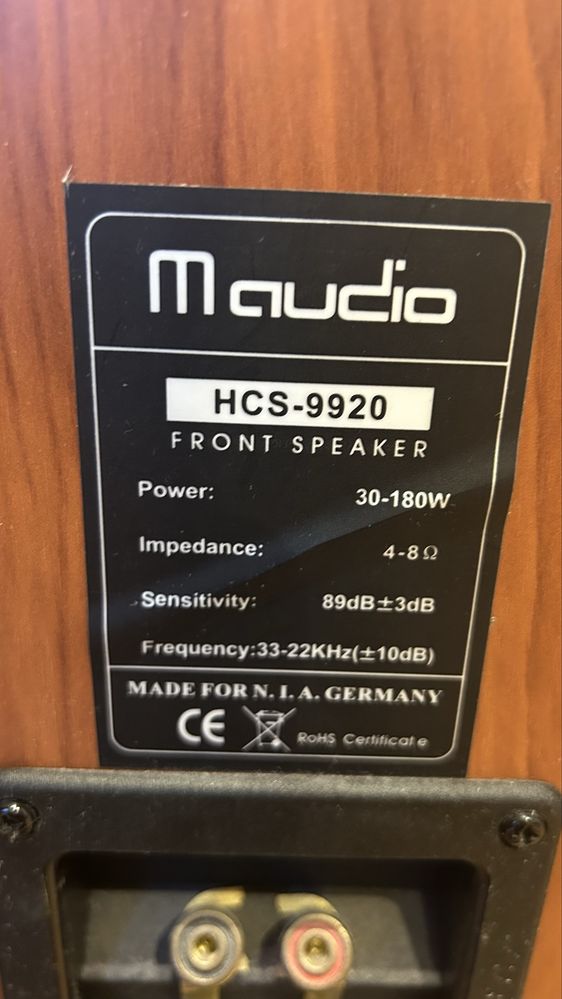 m audio
HCS-9920
FRONT SPEAKER
Power: 30-180W
Impedance: 4-8Ω
Sensitivity: 89dB±3dB
Frequency:33-22KHz(±10dB)
MADE FOR N. I. A. GERMANY
CE RoHS Certificate